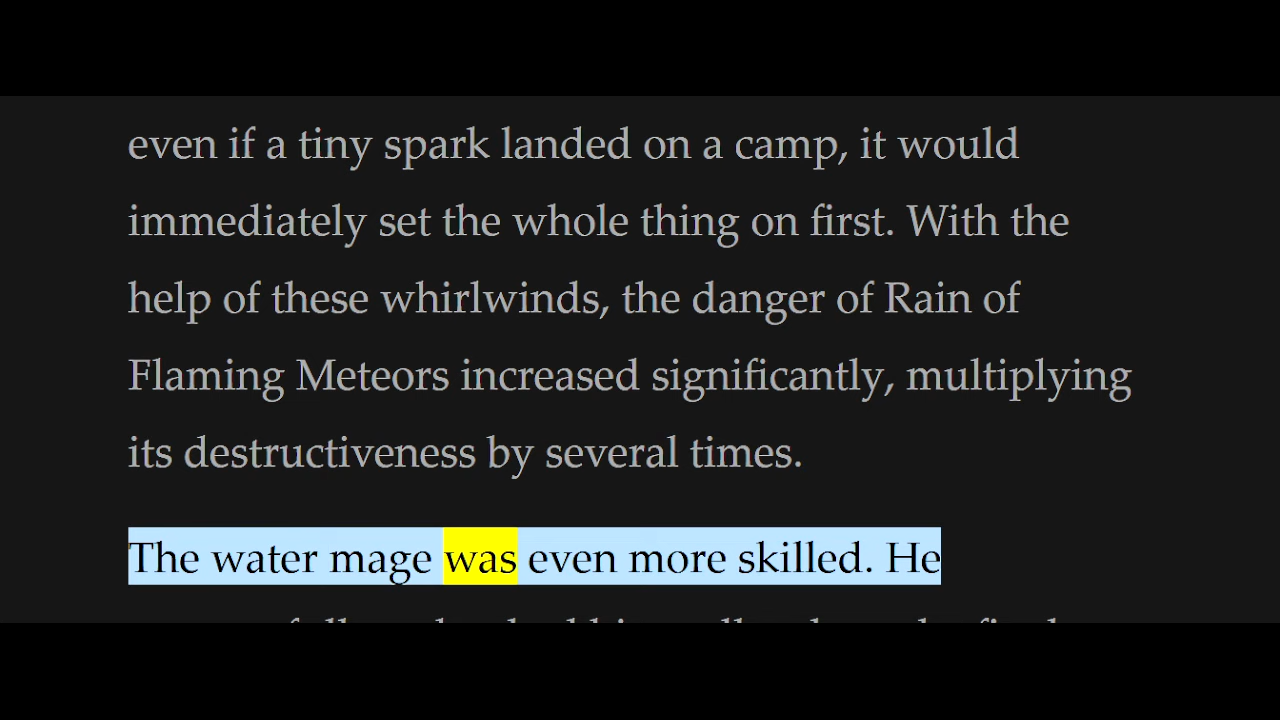 even if a tiny spark landed on a camp, it would
immediately set the whole thing on first. With the
help of these whirlwinds, the danger of Rain of
Flaming Meteors increased significantly, multiplying
its destructiveness by several times.
The water mage was even more skilled. He